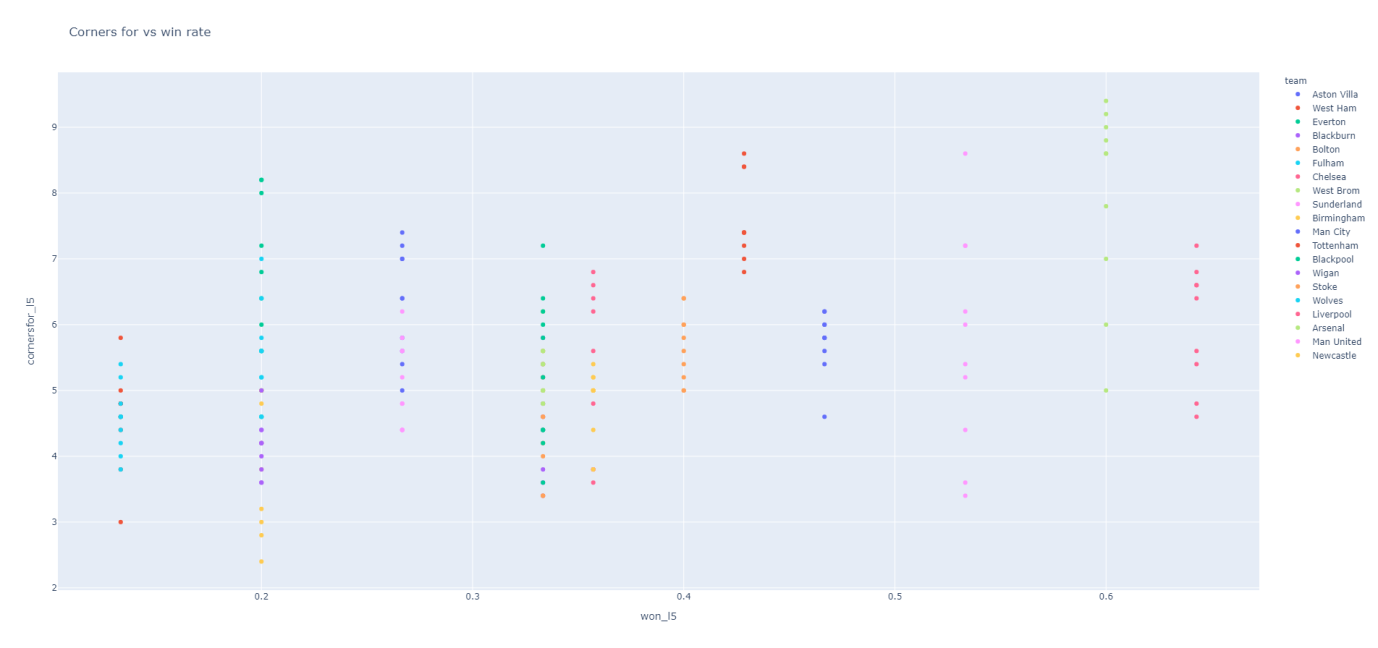 Corners for vs win rate
team
Aston Villa
West Ham
Everton
Blackburn
Bolton
Fulham
Chelsea
West Brom
Sunderland
Birmingham
Man City
Tottenham
Blackpool
Wigan
Stoke
Wolves
Liverpool
Arsenal
Man United
Newcastle
9
8
7
6
5
4
3
2
cornersfor_l5
0.2 0.3 0.4 0.5 0.6
won_l5